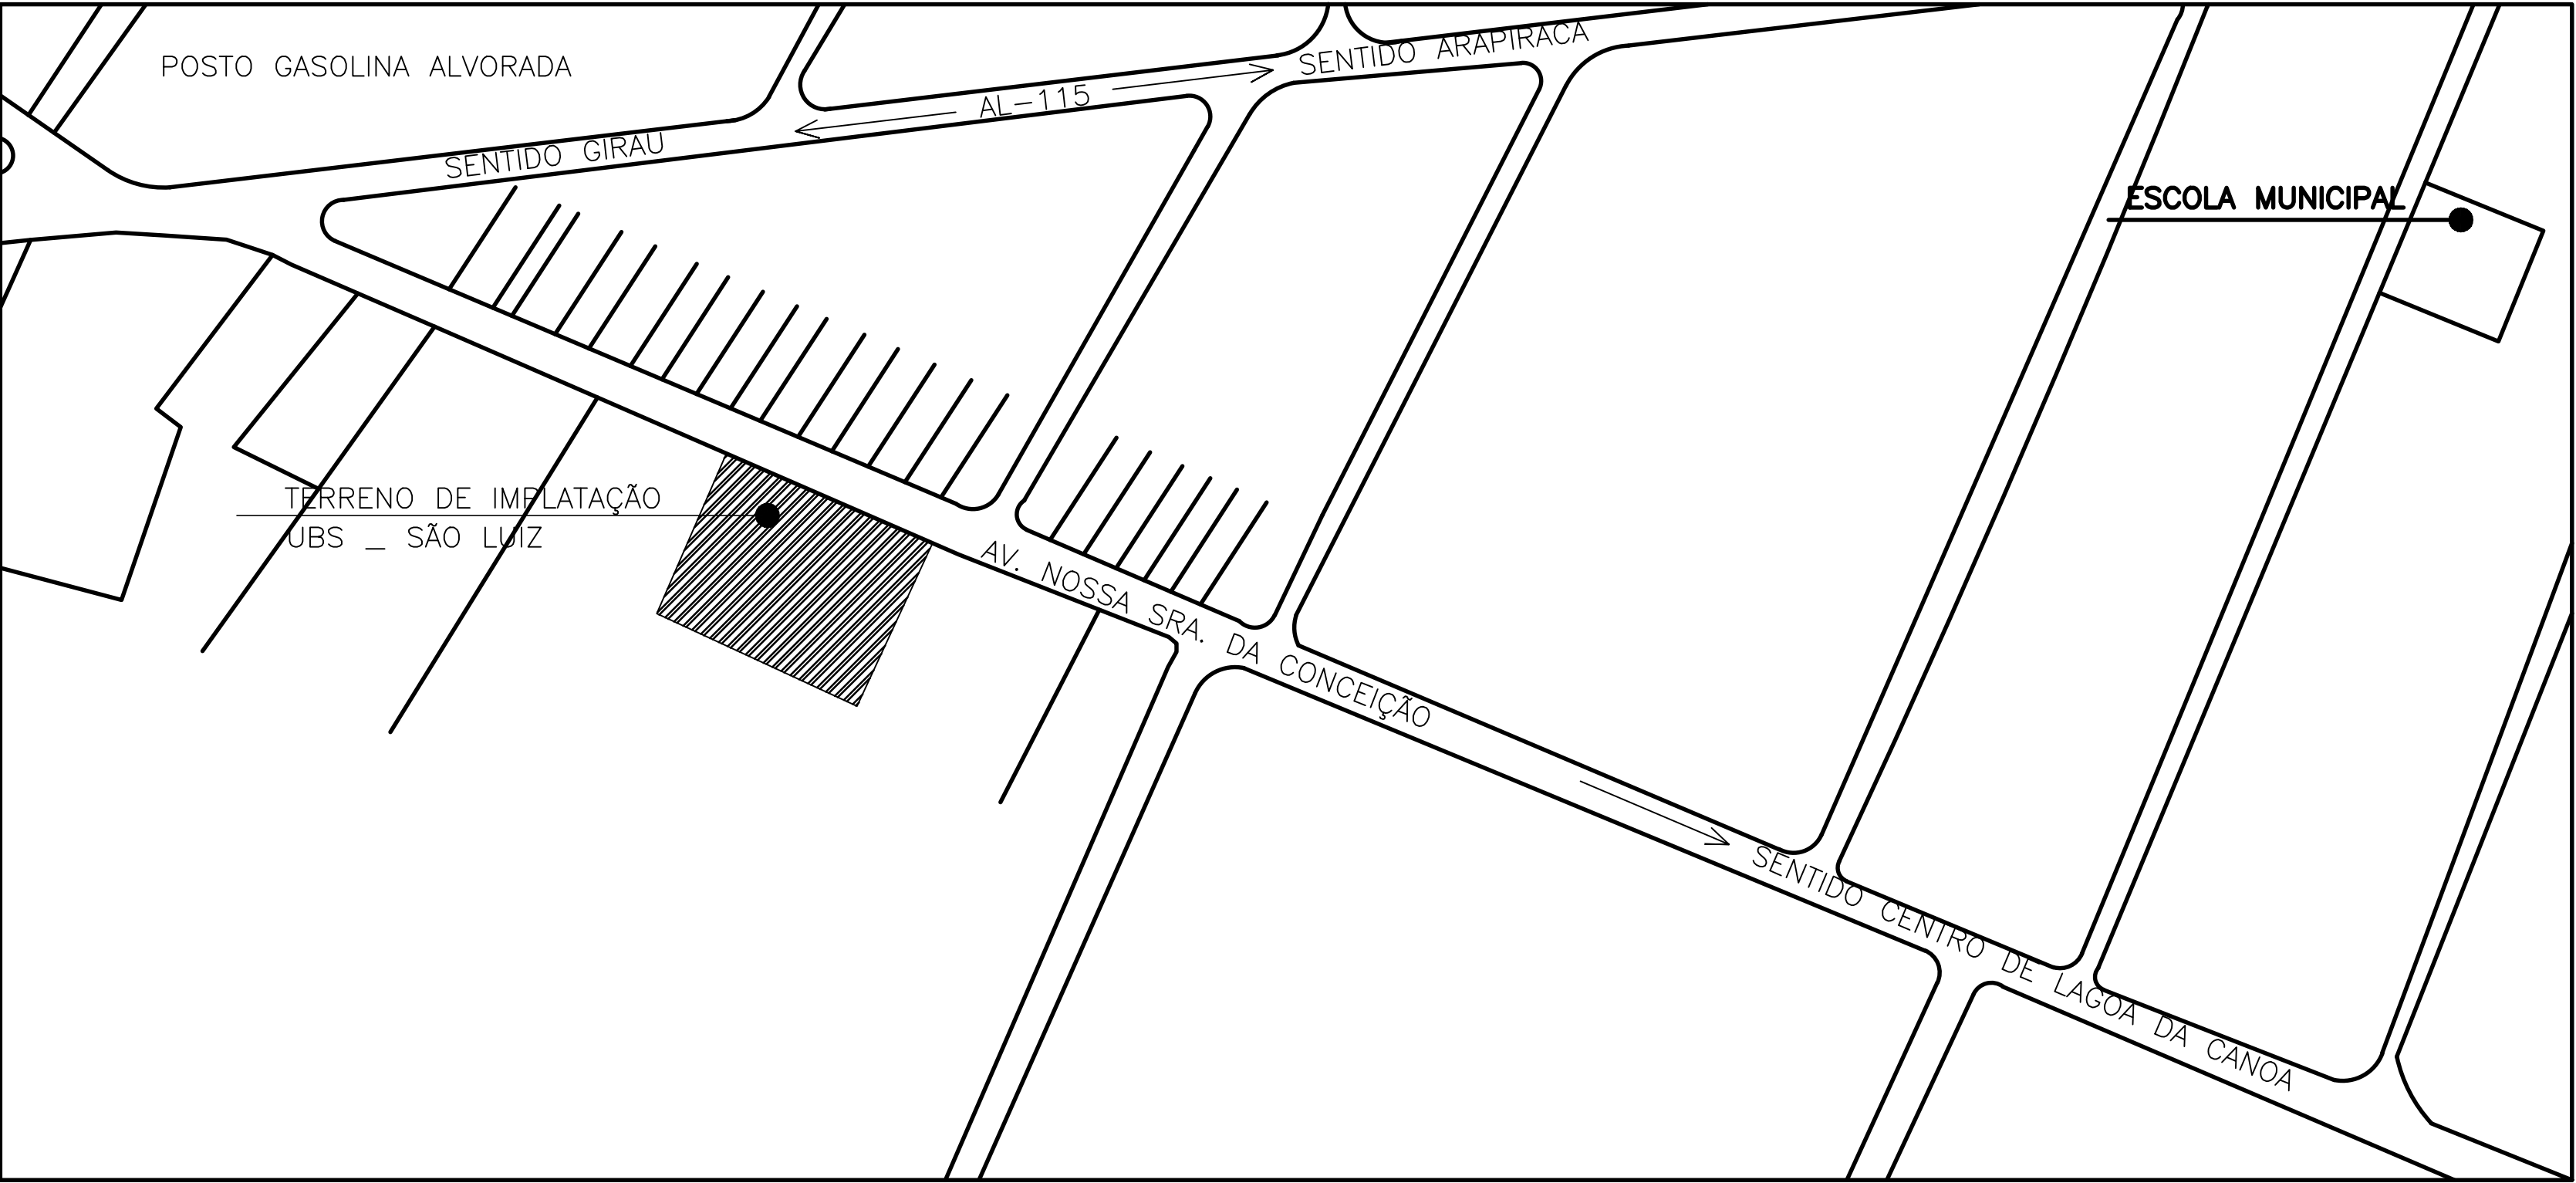 POSTO GASOLINA ALVORADA
SENTIDO ARAPIRACA
AL-115
SENTIDO GIRAU
ESCOLA MUNICIPAL
TERRENO DE IMPLATAÇÃO
UBS _ SÃO LUIZ
AV. NOSSA SRA. DA CONCEIÇÃO
SENTIDO CENTRO DE LAGOA DA CANOA